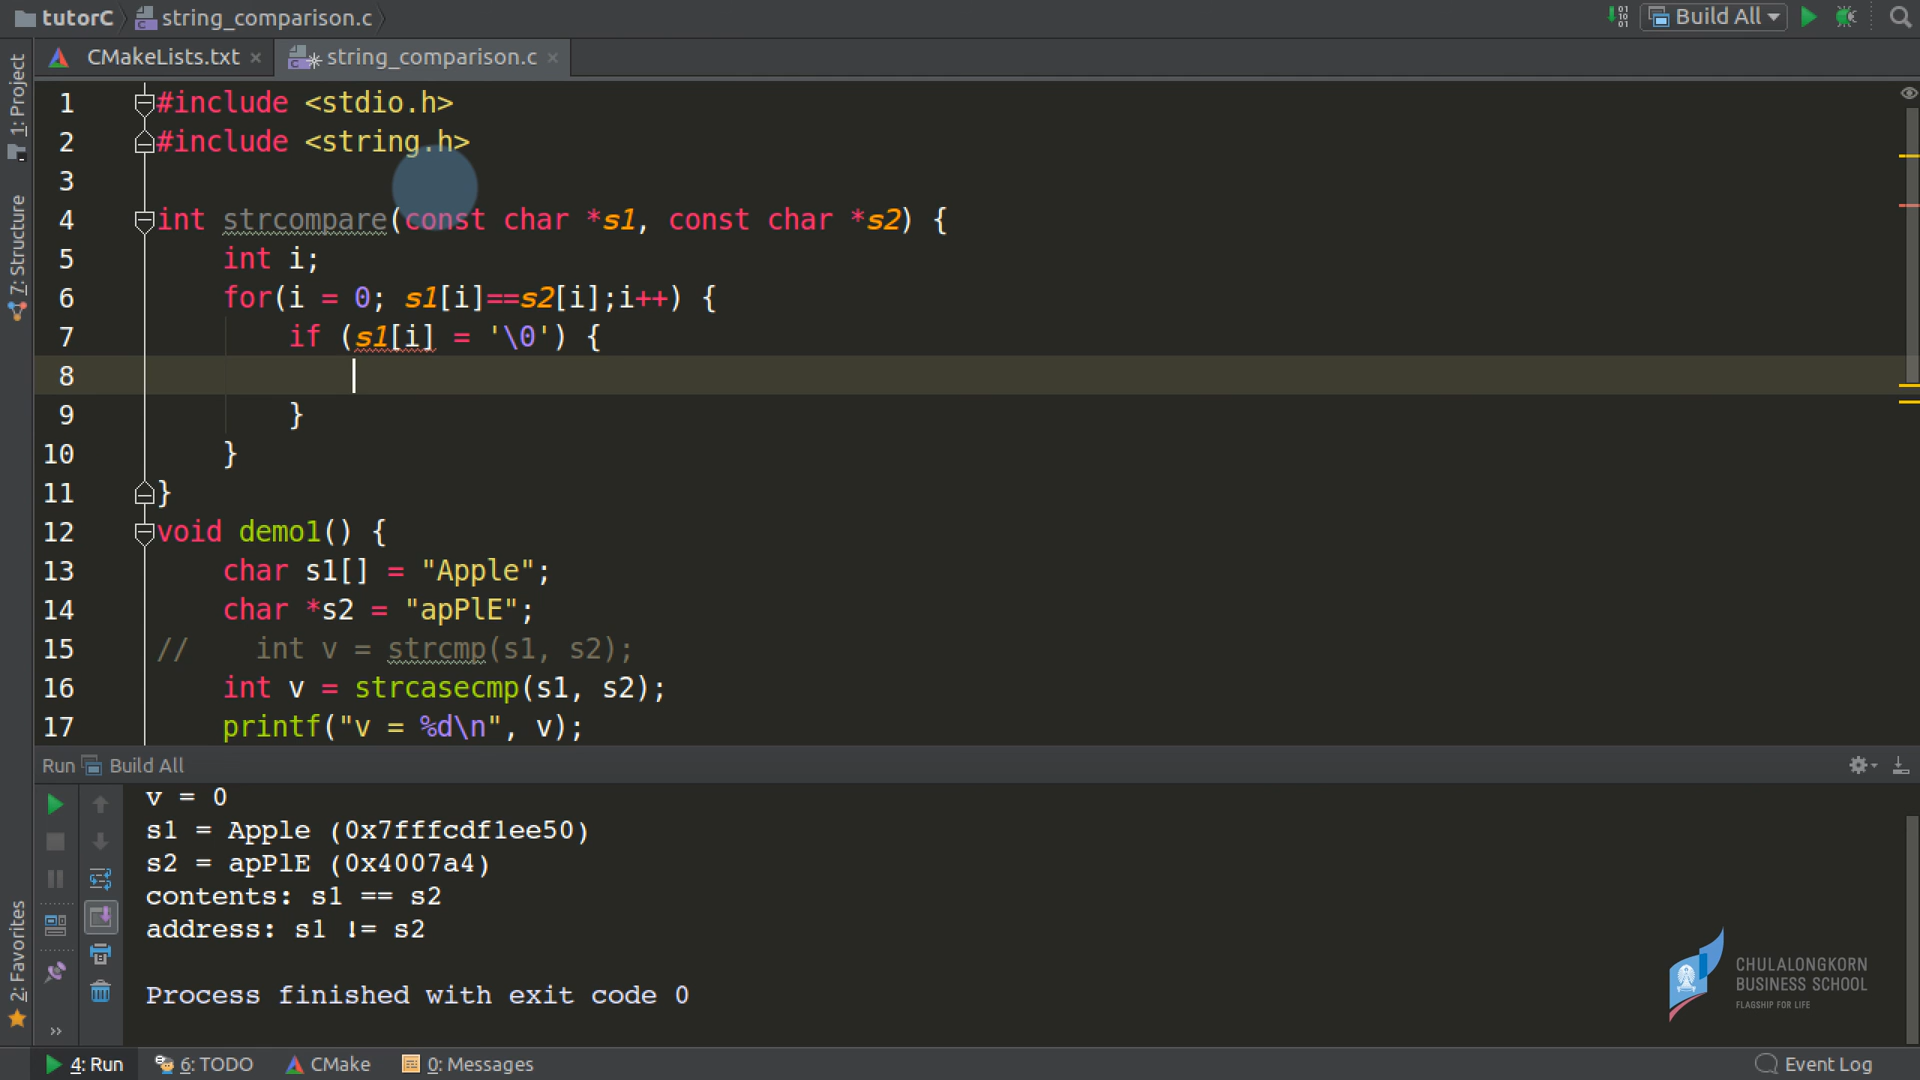 tutorC string_comparison.c Build All
CMakeLists.txt × string_comparison.c ×
1: Project
7: Structure
2: Favorites
1 #include <stdio.h>
2 #include <string.h>
3
4 int strcompare(const char *s1, const char *s2) {
5     int i;
6     for(i = 0; s1[i]==s2[i];i++) {
7         if (s1[i] = '\0') {
8
9         }
10     }
11 }
12 void demo1() {
13     char s1[] = "Apple";
14     char *s2 = "apPlE";
15 //    int v = strcmp(s1, s2);
16     int v = strcasecmp(s1, s2);
17     printf("v = %d\n", v);
Run Build All
v = 0
s1 = Apple (0x7fffcdf1ee50)
s2 = apPlE (0x4007a4)
contents: s1 == s2
address: s1 != s2
Process finished with exit code 0
CHULALONGKORN
BUSINESS SCHOOL
FLAGSHIP FOR LIFE
4: Run 6: TODO CMake 0: Messages Event Log